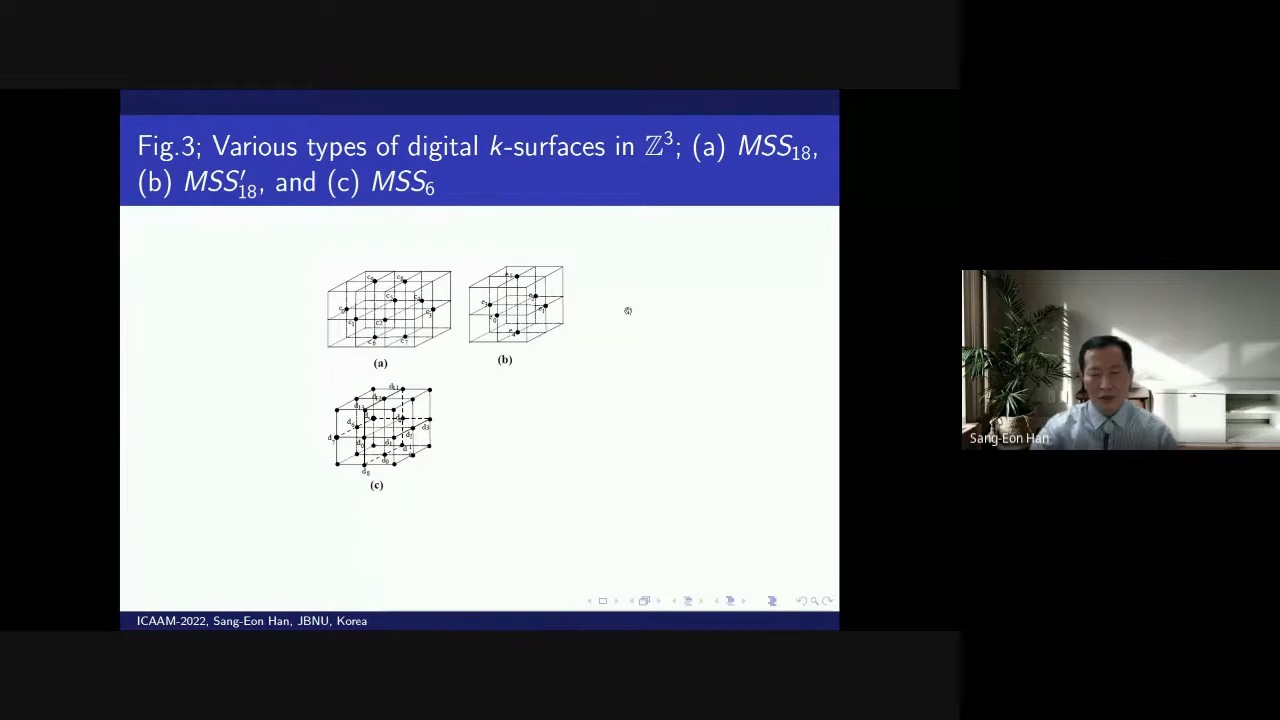 Fig.3; Various types of digital k-surfaces in ℤ³; (a) MSS₁₈,
(b) MSS′₁₈, and (c) MSS₆
(a)
(b)
(c)
Sang-Eon Han
ICAAM-2022, Sang-Eon Han, JBNU, Korea